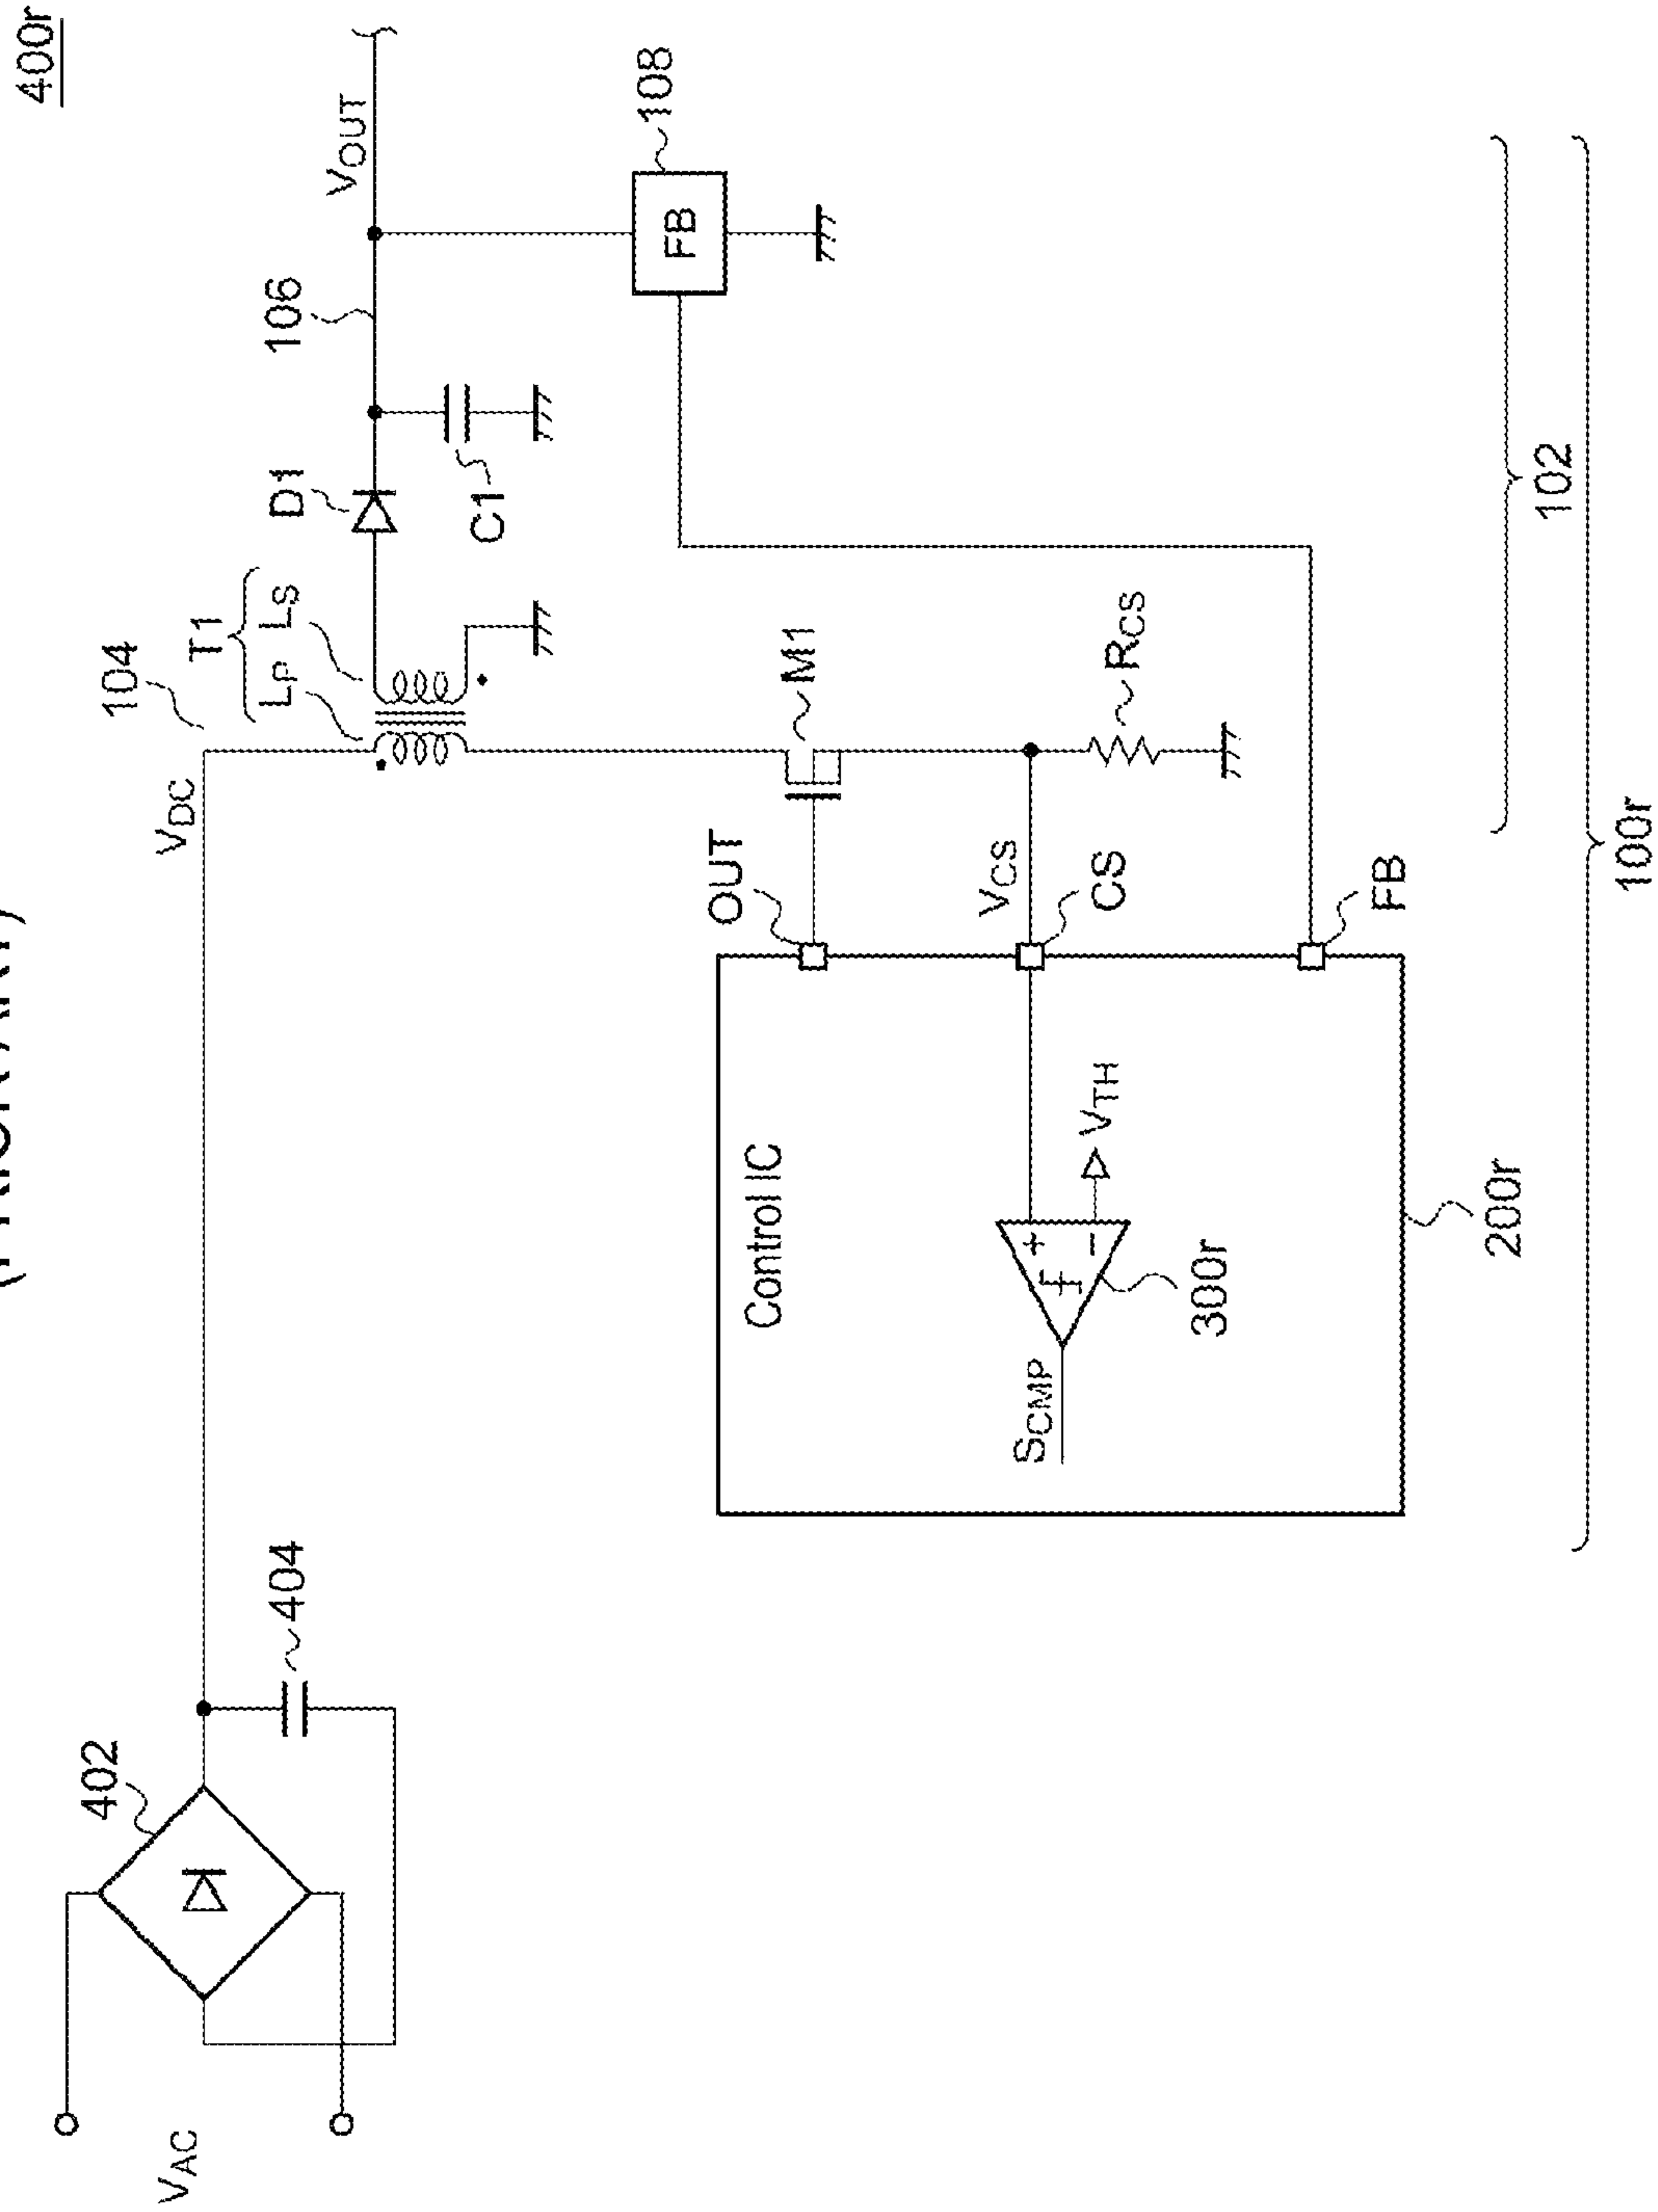 400r
VAC
402
404
VDC
104
T1
LP
LS
D1
106
VOUT
C1
108
FB
M1
OUT
VCS
CS
RCS
FB
Control IC
SCMP
VTH
300r
200r
102
100r